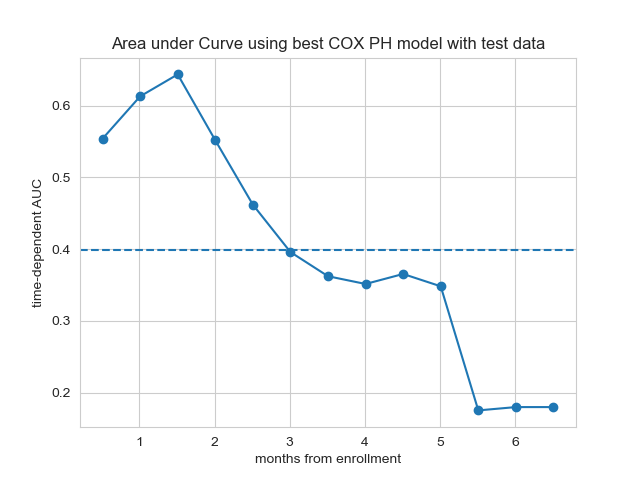 Area under Curve using best COX PH model with test data
time-dependent AUC
0.6
0.5
0.4
0.3
0.2
1 2 3 4 5 6
months from enrollment